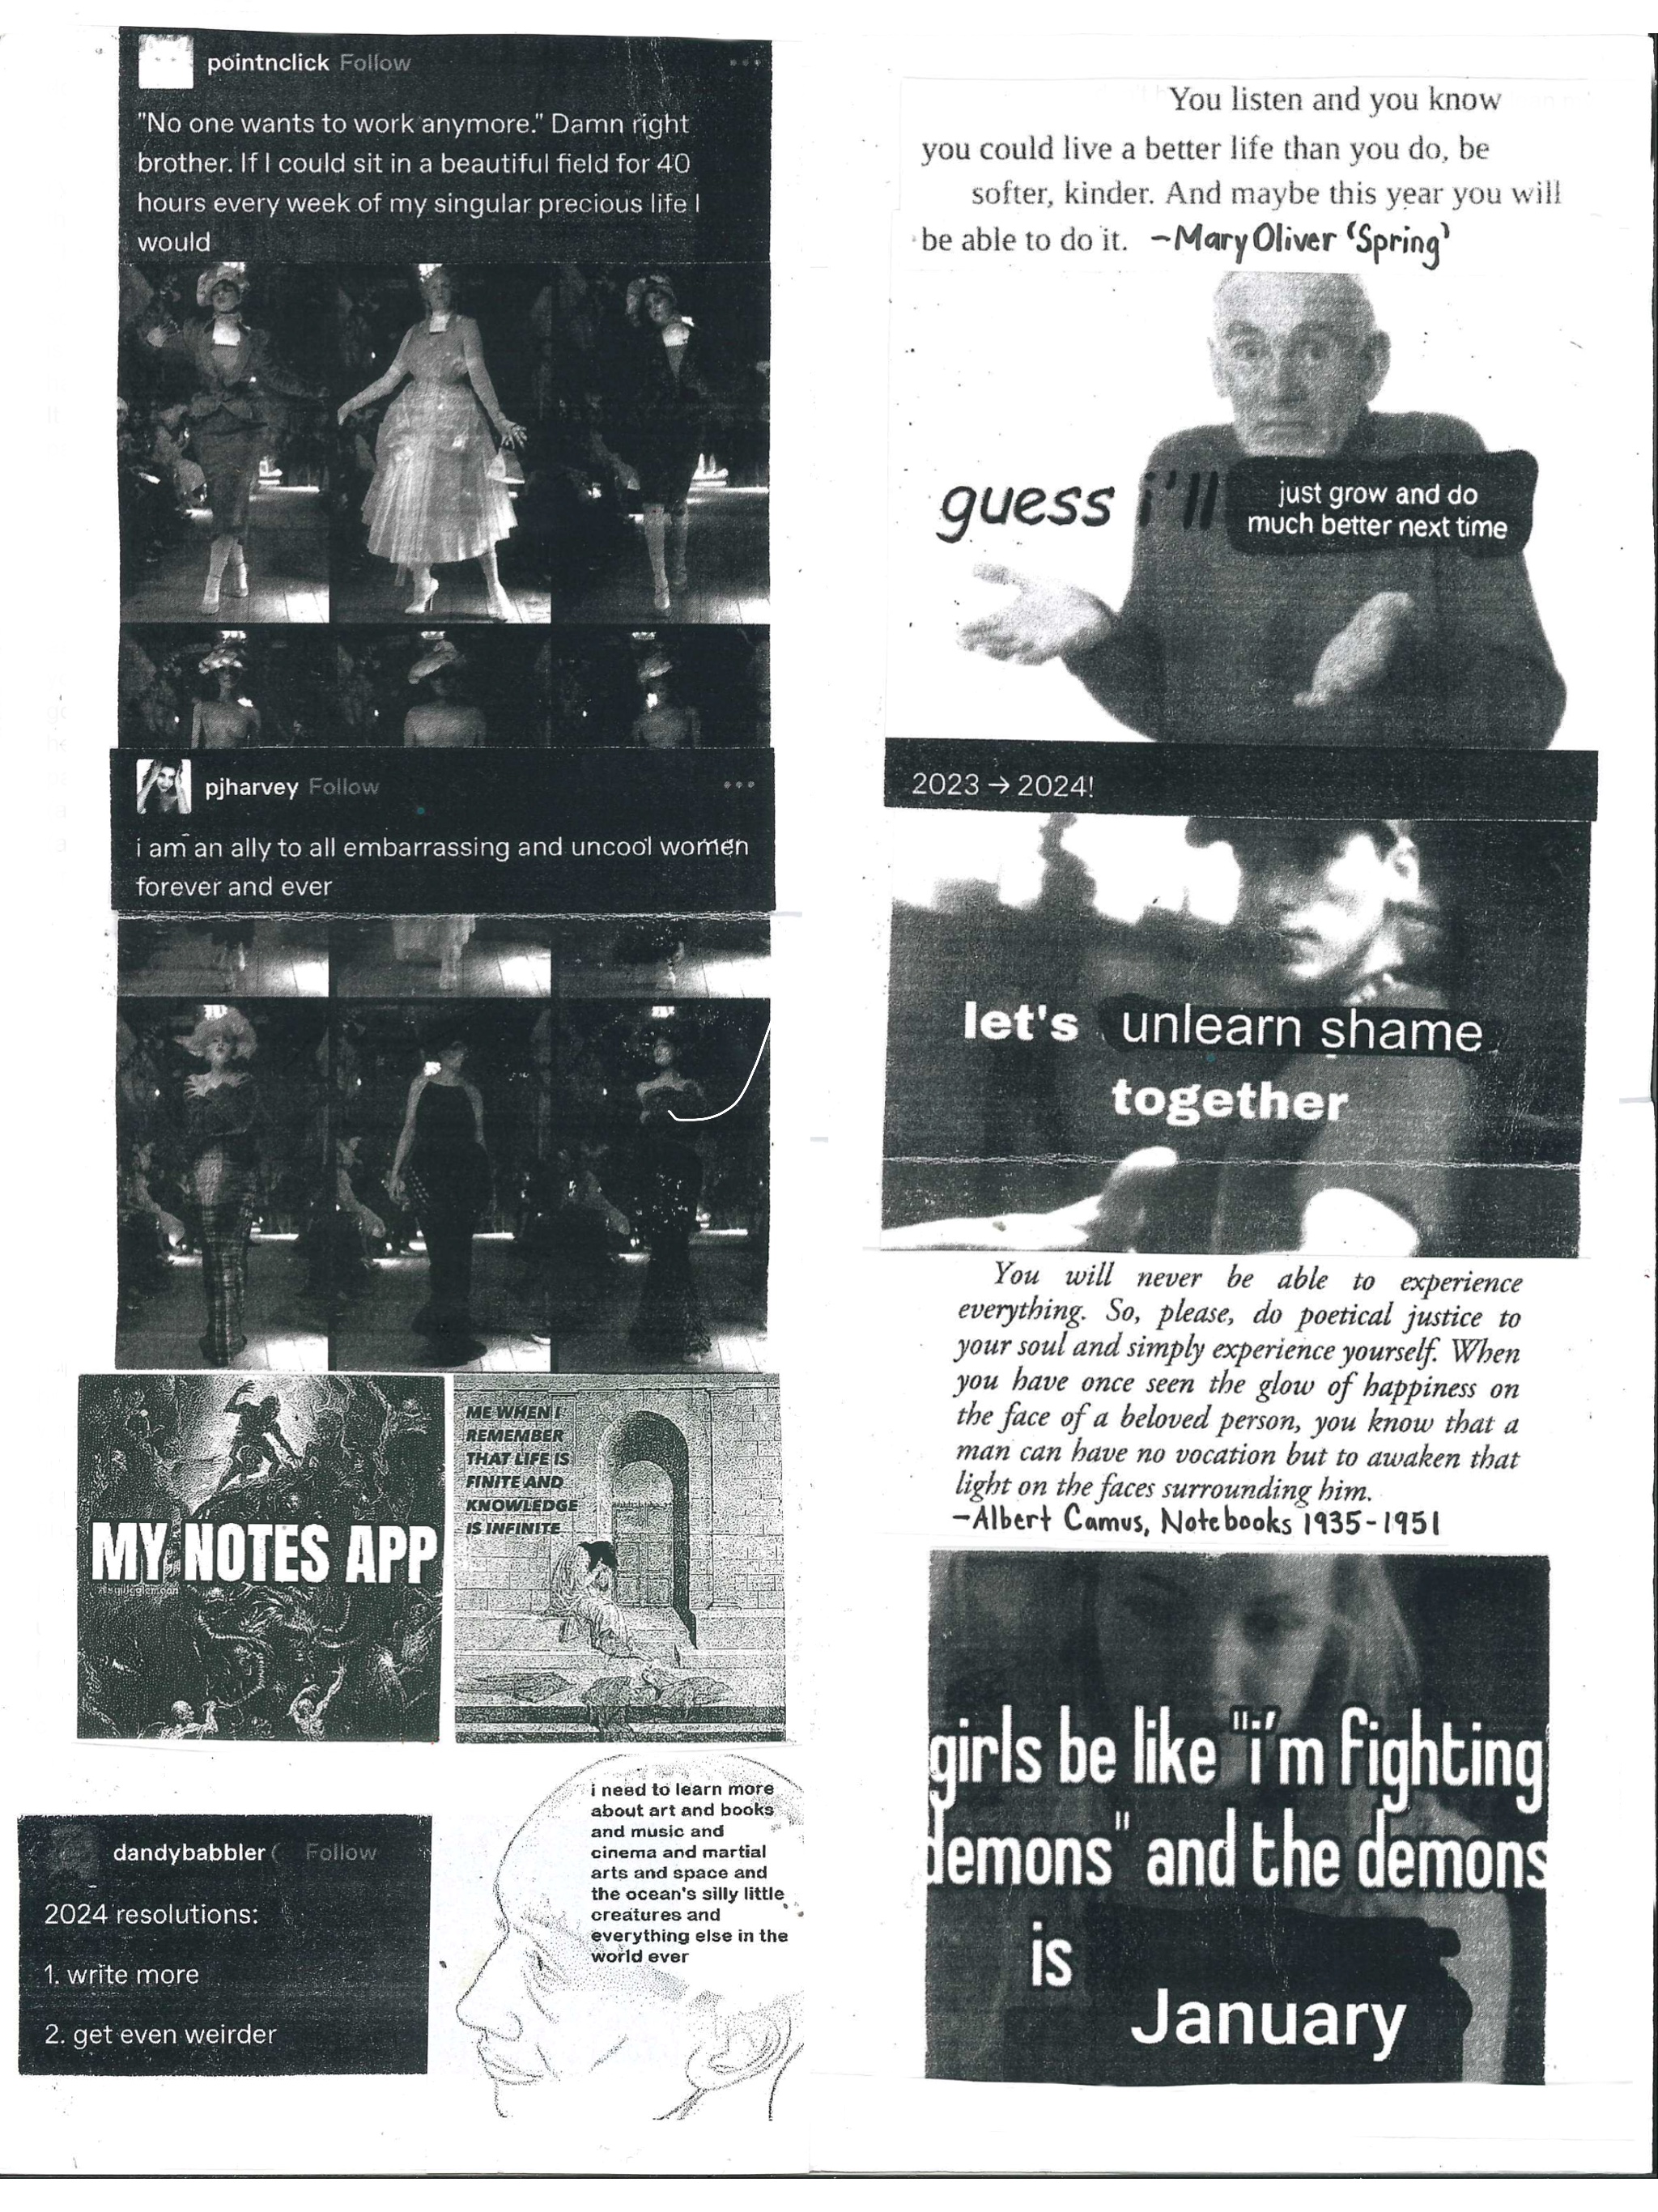 pointnclick Follow
"No one wants to work anymore." Damn right
brother. If I could sit in a beautiful field for 40
hours every week of my singular precious life I
would
pjharvey Follow
i am an ally to all embarrassing and uncool women
forever and ever
MY NOTES APP
ME WHEN I
REMEMBER
THAT LIFE IS
FINITE AND
KNOWLEDGE
IS INFINITE
dandybabbler Follow
2024 resolutions:
1. write more
2. get even weirder
i need to learn more
about art and books
and music and
cinema and martial
arts and space and
the ocean's silly little
creatures and
everything else in the
world ever
You listen and you know
you could live a better life than you do, be
softer, kinder. And maybe this year you will
be able to do it. -Mary Oliver 'Spring'
guess i'll
just grow and do
much better next time
2023 → 2024!
let's unlearn shame
together
You will never be able to experience
everything. So, please, do poetical justice to
your soul and simply experience yourself. When
you have once seen the glow of happiness on
the face of a beloved person, you know that a
man can have no vocation but to awaken that
light on the faces surrounding him.
-Albert Camus, Notebooks 1935-1951
girls be like "i'm fighting
demons" and the demons
is
January